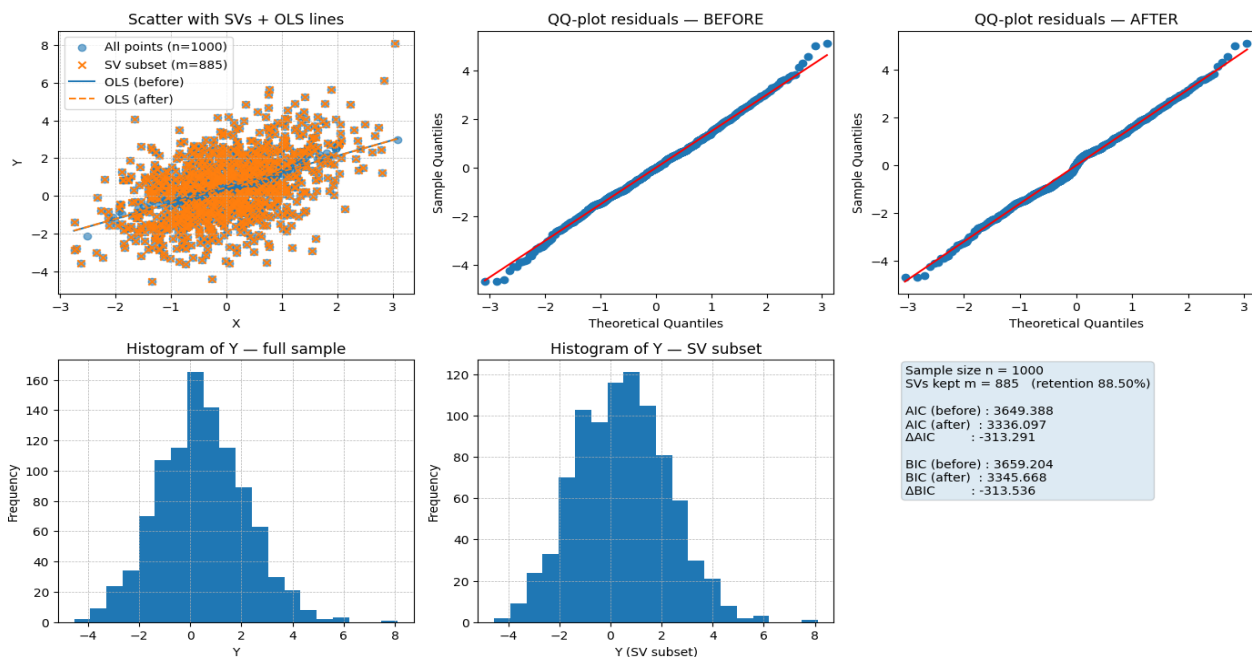 Scatter with SVs + OLS lines
All points (n=1000)
SV subset (m=885)
OLS (before)
OLS (after)
8
6
4
2
0
−2
−4
Y
−3
−2
−1
0
1
2
3
X
QQ-plot residuals — BEFORE
4
2
0
−2
−4
Sample Quantiles
−3
−2
−1
0
1
2
3
Theoretical Quantiles
QQ-plot residuals — AFTER
4
2
0
−2
−4
Sample Quantiles
−3
−2
−1
0
1
2
3
Theoretical Quantiles
Histogram of Y — full sample
160
140
120
100
80
60
40
20
0
Frequency
−4
−2
0
2
4
6
8
Y
Histogram of Y — SV subset
120
100
80
60
40
20
0
Frequency
−4
−2
0
2
4
6
8
Y (SV subset)
Sample size n = 1000
SVs kept m = 885 (retention 88.50%)
AIC (before) : 3649.388
AIC (after) : 3336.097
ΔAIC : -313.291
BIC (before) : 3659.204
BIC (after) : 3345.668
ΔBIC : -313.536